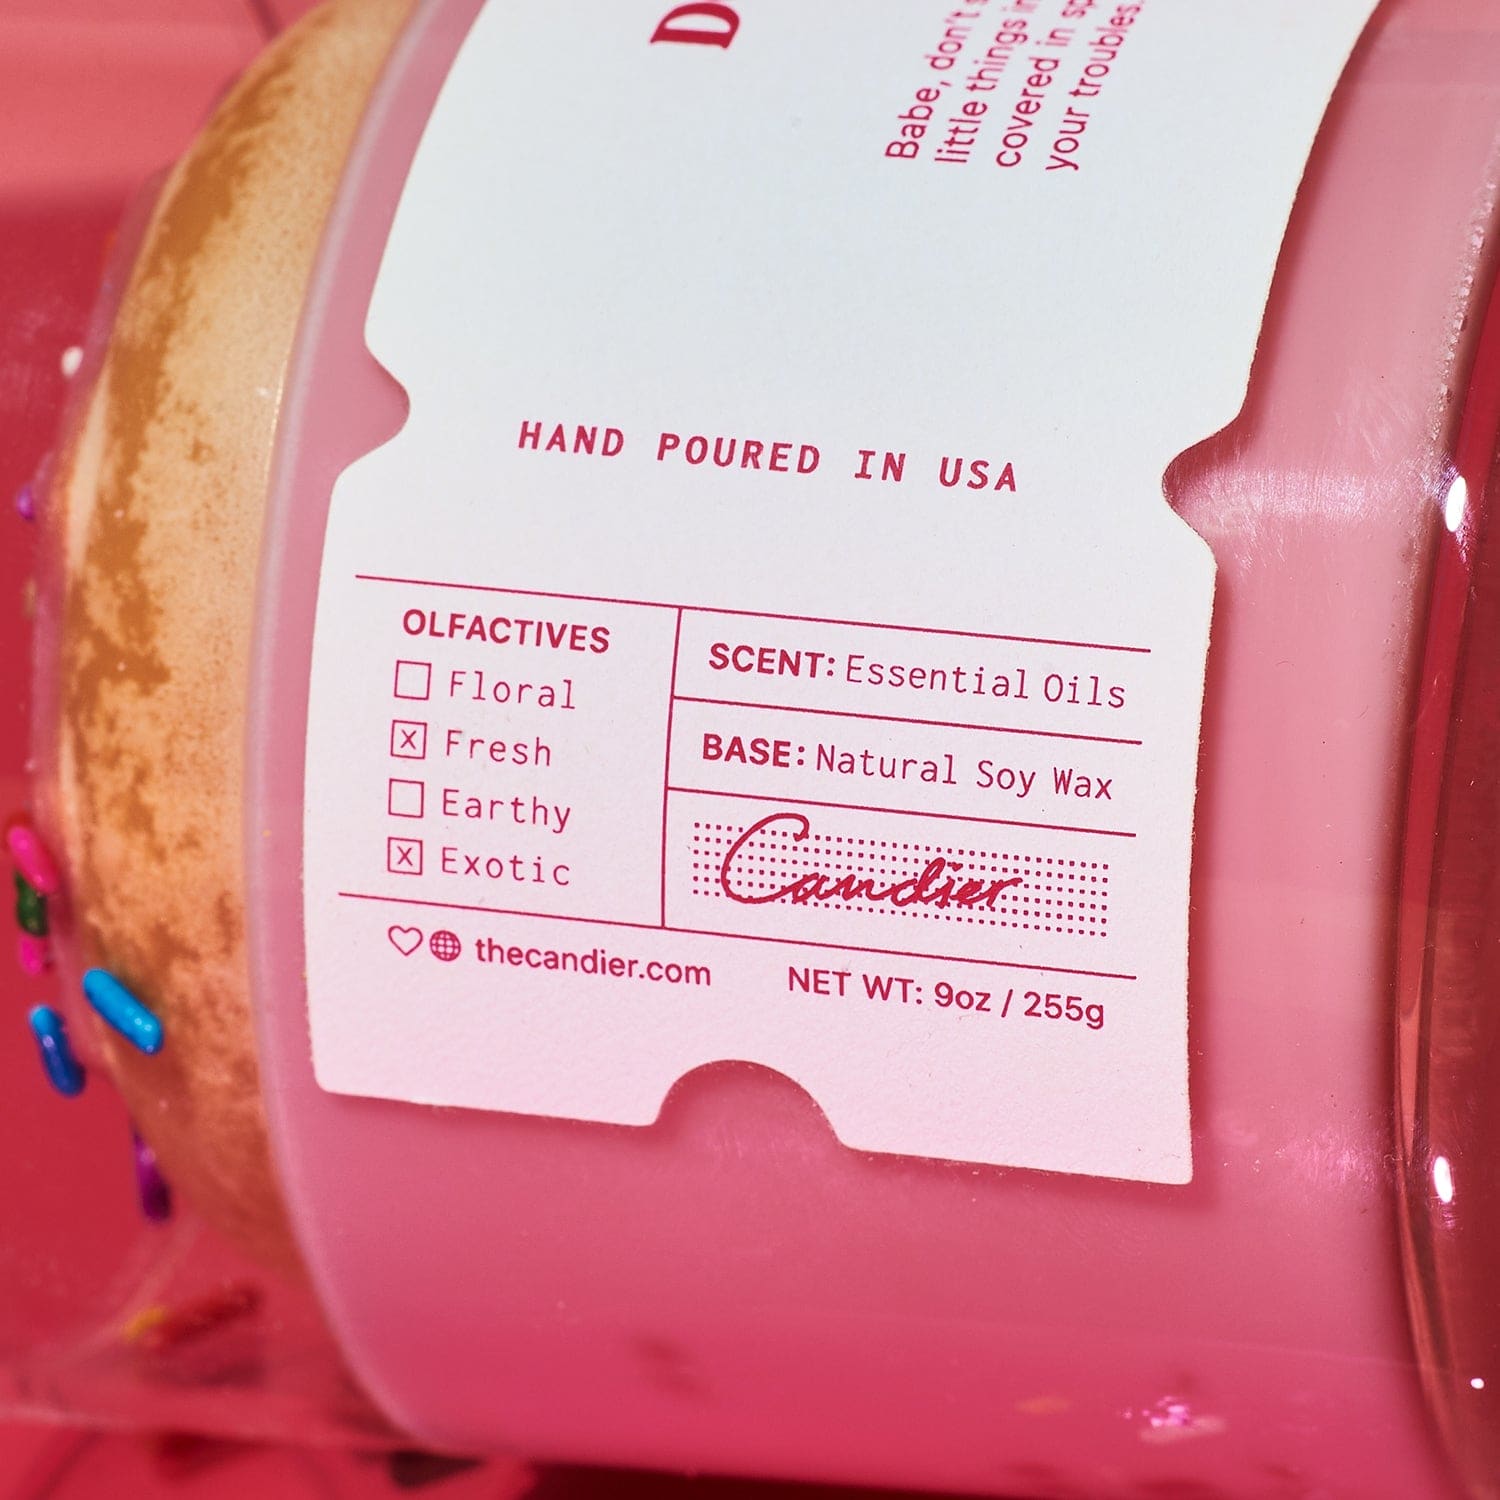 D
Babe, don't
little things in
covered in
your troubles.
HAND POURED IN USA
OLFACTIVES
Floral
X Fresh
Earthy
X Exotic
SCENT: Essential Oils
BASE: Natural Soy Wax
Candier
thecandier.com
NET WT: 9oz / 255g